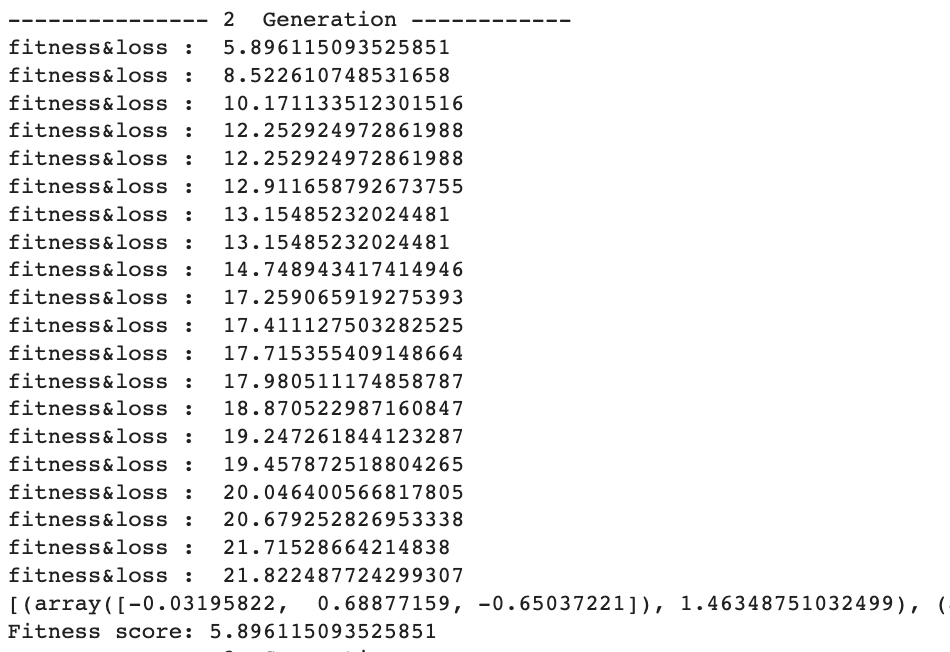 --------------- 2  Generation ------------
fitness&loss :  5.896115093525851
fitness&loss :  8.522610748531658
fitness&loss :  10.171133512301516
fitness&loss :  12.252924972861988
fitness&loss :  12.252924972861988
fitness&loss :  12.911658792673755
fitness&loss :  13.15485232024481
fitness&loss :  13.15485232024481
fitness&loss :  14.748943417414946
fitness&loss :  17.259065919275393
fitness&loss :  17.411127503282525
fitness&loss :  17.715355409148664
fitness&loss :  17.980511174858787
fitness&loss :  18.870522987160847
fitness&loss :  19.247261844123287
fitness&loss :  19.457872518804265
fitness&loss :  20.046400566817805
fitness&loss :  20.679252826953338
fitness&loss :  21.71528664214838
fitness&loss :  21.822487724299307
[(array([-0.03195822,  0.68877159, -0.65037221]), 1.46348751032499), (
Fitness score: 5.896115093525851